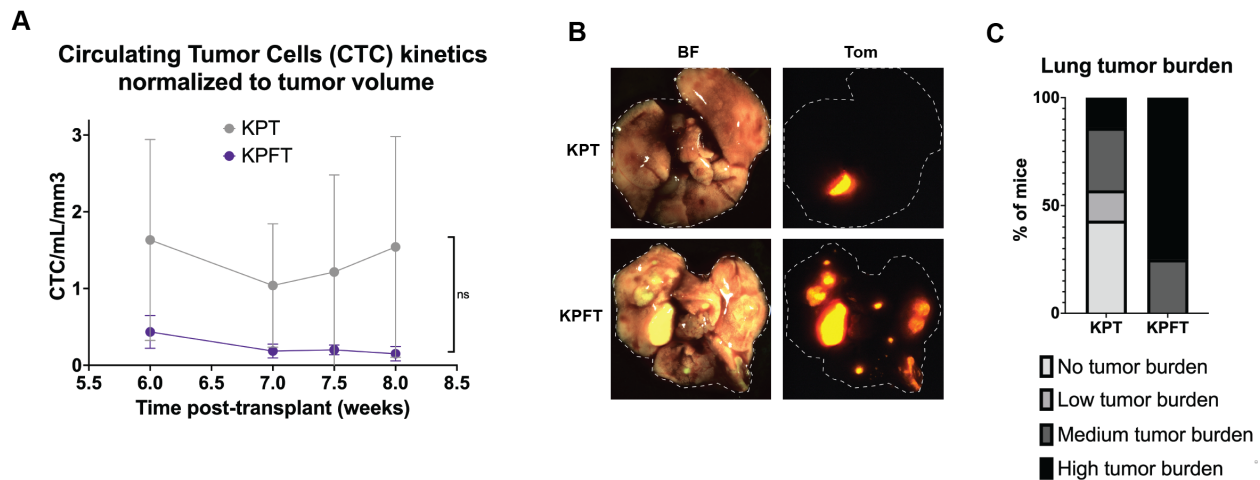 A
Circulating Tumor Cells (CTC) kinetics
normalized to tumor volume
KPT
KPFT
CTC/mL/mm3
3
2
1
0
ns
5.5 6.0 6.5 7.0 7.5 8.0 8.5
Time post-transplant (weeks)
B
BF Tom
KPT
KPFT
C
Lung tumor burden
% of mice
100
50
0
KPT KPFT
No tumor burden
Low tumor burden
Medium tumor burden
High tumor burden